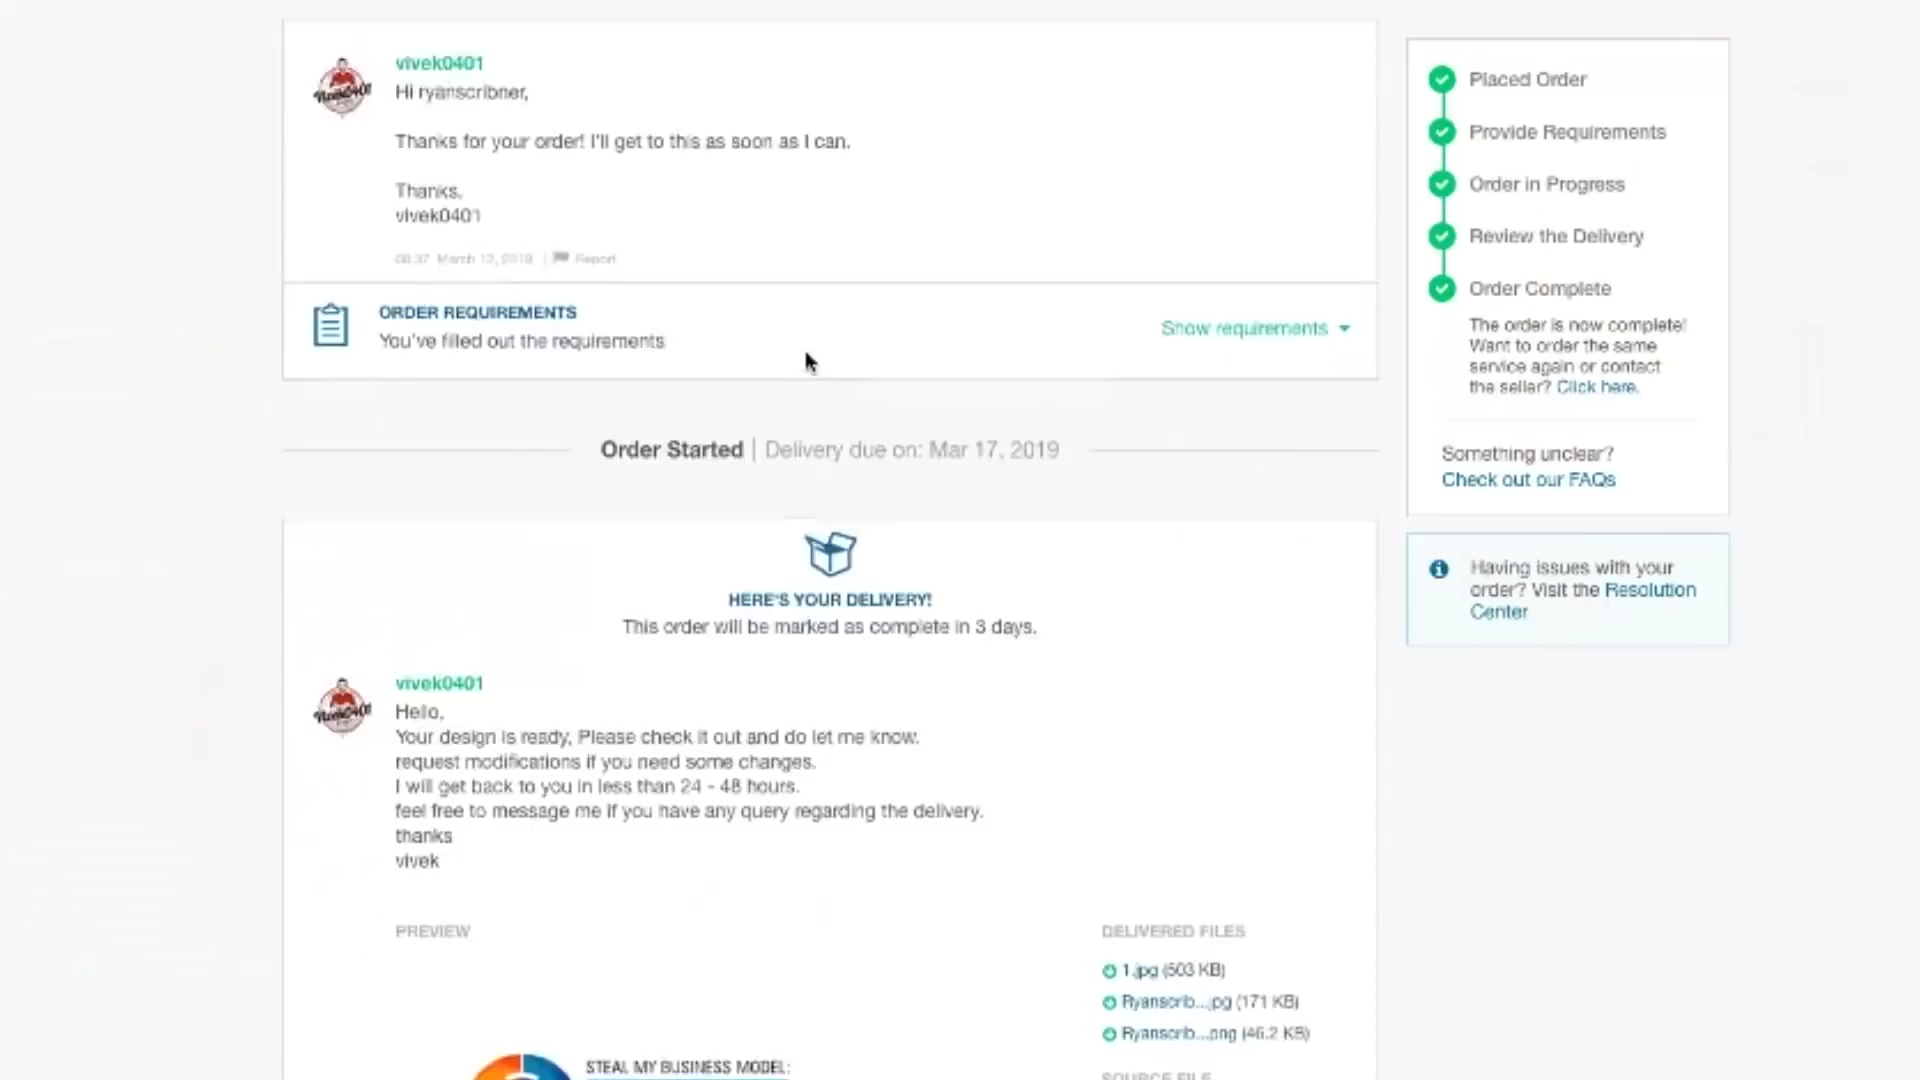 vivek0401
Hi ryanscribner,
Thanks for your order! I'll get to this as soon as I can.
Thanks,
vivek0401
March 12, 2019 | Report
ORDER REQUIREMENTS
You've filled out the requirements
Show requirements
Order Started | Delivery due on: Mar 17, 2019
HERE'S YOUR DELIVERY!
This order will be marked as complete in 3 days.
vivek0401
Hello,
Your design is ready, Please check it out and do let me know.
request modifications if you need some changes.
I will get back to you in less than 24 - 48 hours.
feel free to message me if you have any query regarding the delivery.
thanks
vivek
PREVIEW
STEAL MY BUSINESS MODEL:
DELIVERED FILES
1.jpg (503 KB)
Ryanscrib...jpg (171 KB)
Ryanscrib...png (46.2 KB)
SOURCE FILE
Placed Order
Provide Requirements
Order in Progress
Review the Delivery
Order Complete
The order is now complete!
Want to order the same
service again or contact
the seller? Click here.
Something unclear?
Check out our FAQs
Having issues with your
order? Visit the Resolution
Center